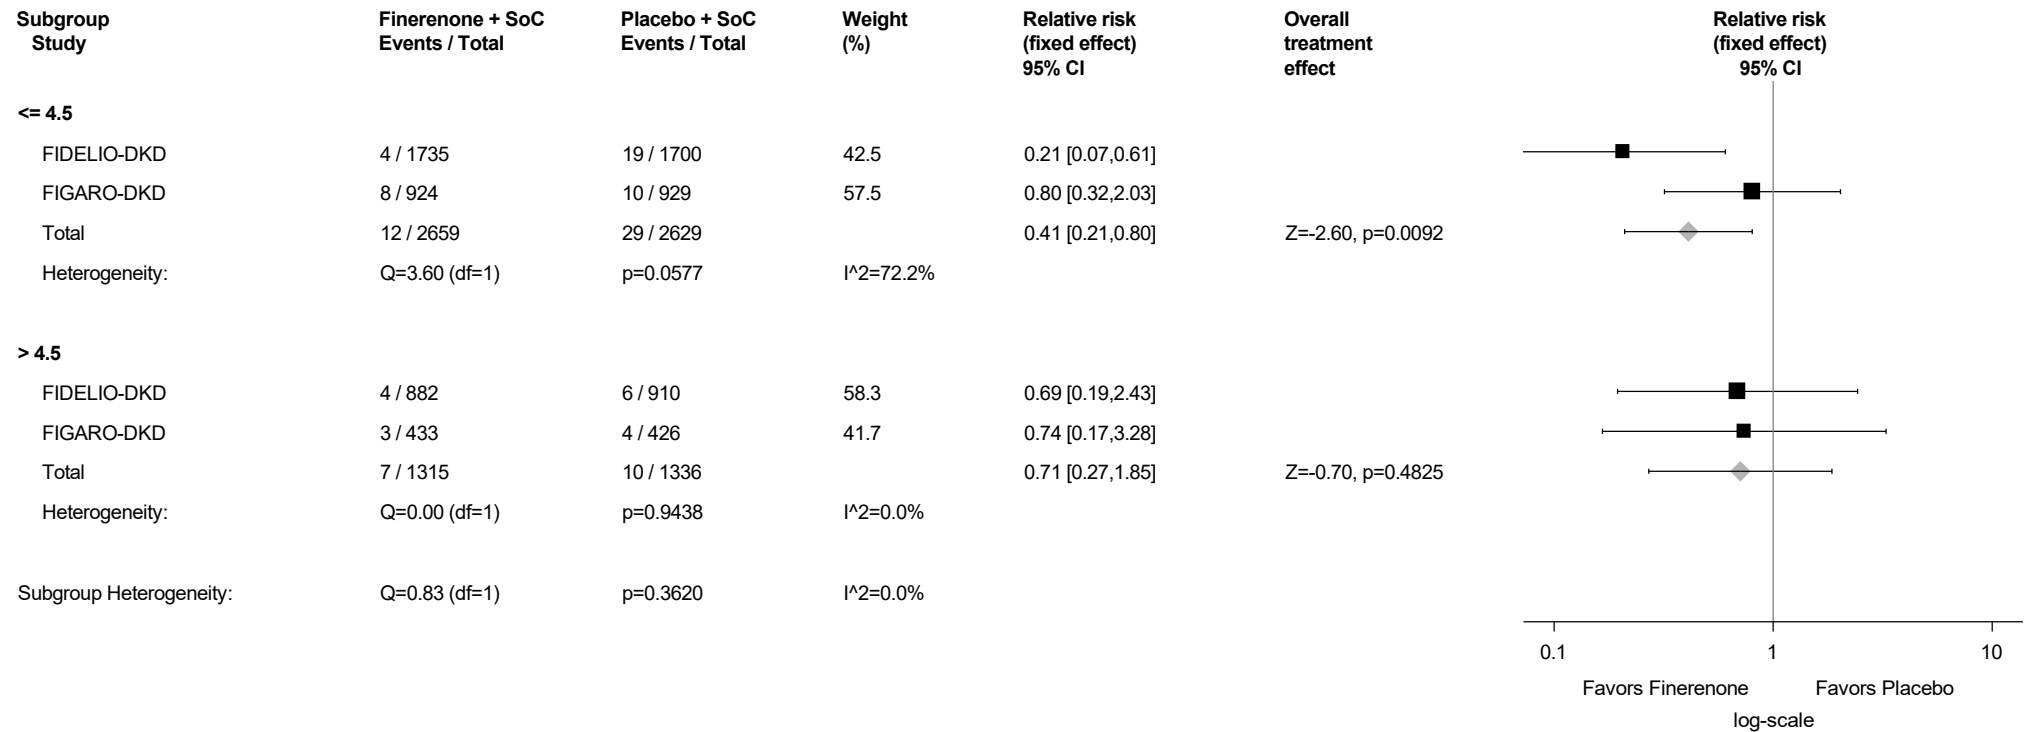 Subgroup Finerenone + SoC Placebo + SoC Weight Relative risk Overall Relative risk
Study Events / Total Events / Total (%) (fixed effect) treatment (fixed effect)
95% CI effect 95% CI
<= 4.5
FIDELIO-DKD 4 / 1735 19 / 1700 42.5 0.21 [0.07,0.61]
FIGARO-DKD 8 / 924 10 / 929 57.5 0.80 [0.32,2.03]
Total 12 / 2659 29 / 2629 0.41 [0.21,0.80] Z=-2.60, p=0.0092
Heterogeneity: Q=3.60 (df=1) p=0.0577 I^2=72.2%
> 4.5
FIDELIO-DKD 4 / 882 6 / 910 58.3 0.69 [0.19,2.43]
FIGARO-DKD 3 / 433 4 / 426 41.7 0.74 [0.17,3.28]
Total 7 / 1315 10 / 1336 0.71 [0.27,1.85] Z=-0.70, p=0.4825
Heterogeneity: Q=0.00 (df=1) p=0.9438 I^2=0.0%
Subgroup Heterogeneity: Q=0.83 (df=1) p=0.3620 I^2=0.0%
0.1 1 10
Favors Finerenone Favors Placebo
log-scale